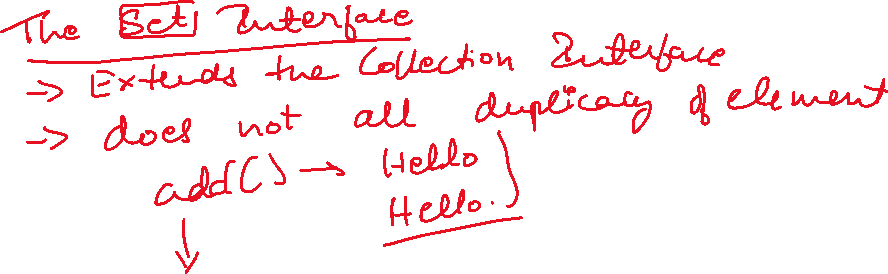 The Set Interface
-> Extends the Collection Interface
-> does not all duplicacy of element
add() -> Hello
Hello.